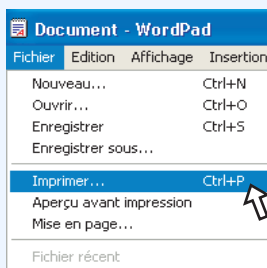 Document - WordPad
Fichier Edition Affichage Insertion
Nouveau... Ctrl+N
Ouvrir... Ctrl+O
Enregistrer Ctrl+S
Enregistrer sous...
Imprimer... Ctrl+P
Aperçu avant impression
Mise en page...
Fichier récent